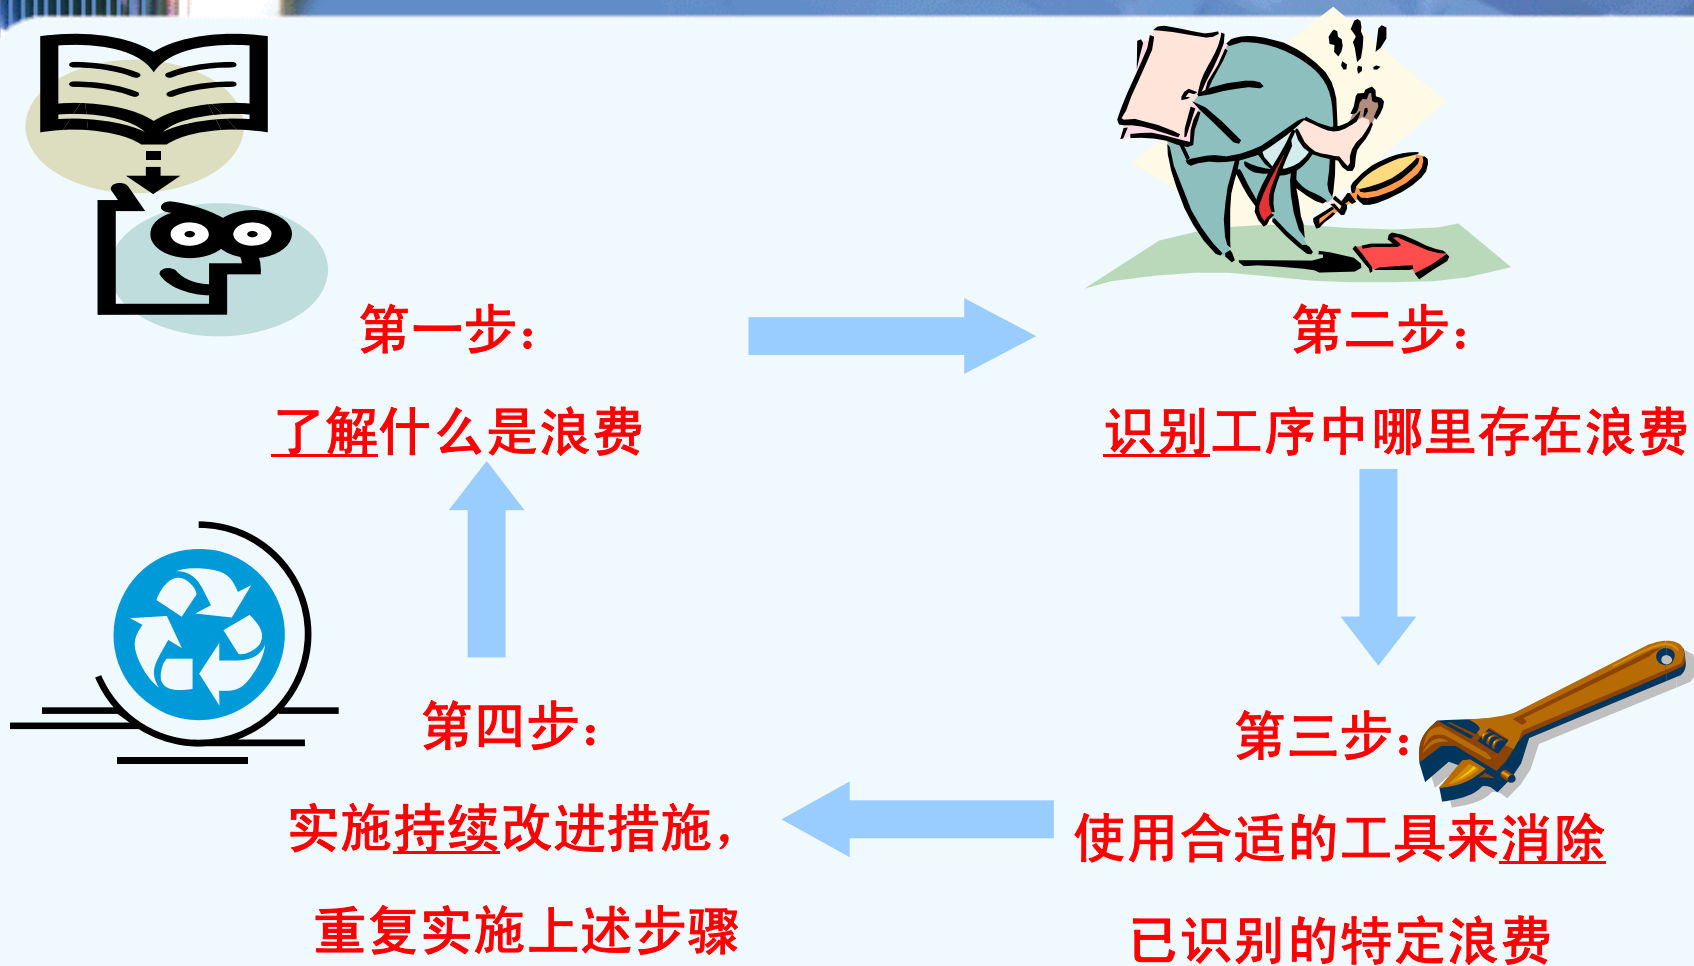 第一步：
了解什么是浪费
第二步：
识别工序中哪里存在浪费
第三步：
使用合适的工具来消除
已识别的特定浪费
第四步：
实施持续改进措施，
重复实施上述步骤